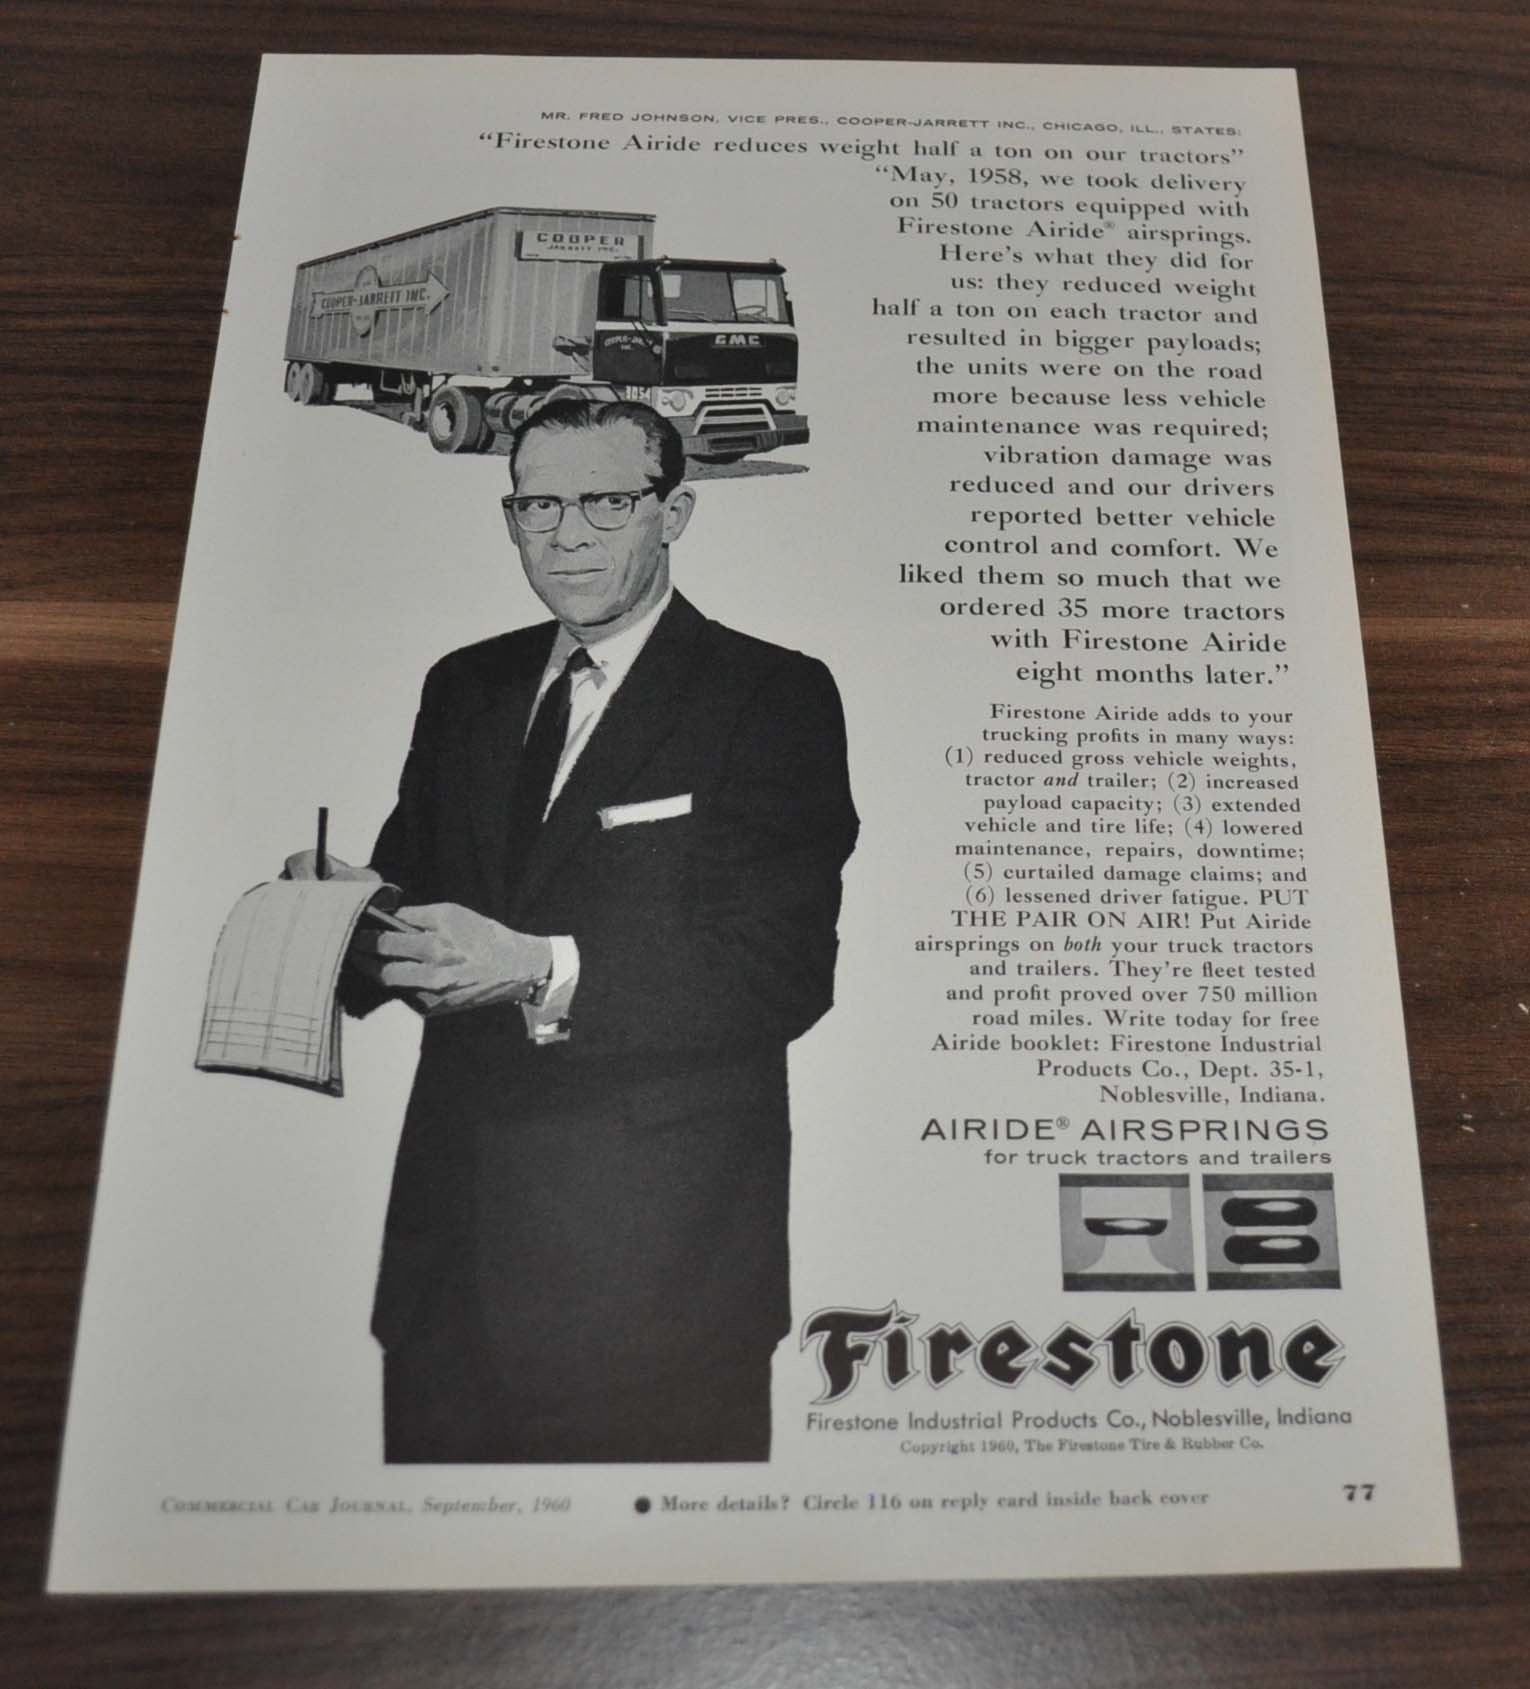 MR. FRED JOHNSON, VICE PRES., COOPER-JARRETT INC., CHICAGO, ILL., STATES:
“Firestone Airide reduces weight half a ton on our tractors”
“May, 1958, we took delivery
on 50 tractors equipped with
Firestone Airide® airsprings.
Here’s what they did for
us: they reduced weight
half a ton on each tractor and
resulted in bigger payloads;
the units were on the road
more because less vehicle
maintenance was required;
vibration damage was
reduced and our drivers
reported better vehicle
control and comfort. We
liked them so much that we
ordered 35 more tractors
with Firestone Airide
eight months later.”
COOPER
JARRETT INC.
COOPER-JARRETT INC.
GMC
COOPER-JARRETT
INC.
3054
Firestone Airide adds to your
trucking profits in many ways:
(1) reduced gross vehicle weights,
tractor and trailer; (2) increased
payload capacity; (3) extended
vehicle and tire life; (4) lowered
maintenance, repairs, downtime;
(5) curtailed damage claims; and
(6) lessened driver fatigue. PUT
THE PAIR ON AIR! Put Airide
airsprings on both your truck tractors
and trailers. They’re fleet tested
and profit proved over 750 million
road miles. Write today for free
Airide booklet: Firestone Industrial
Products Co., Dept. 35-1,
Noblesville, Indiana.
AIRIDE® AIRSPRINGS
for truck tractors and trailers
Firestone
Firestone Industrial Products Co., Noblesville, Indiana
Copyright 1960, The Firestone Tire & Rubber Co.
COMMERCIAL CAR JOURNAL, September, 1960
● More details? Circle 116 on reply card inside back cover
77